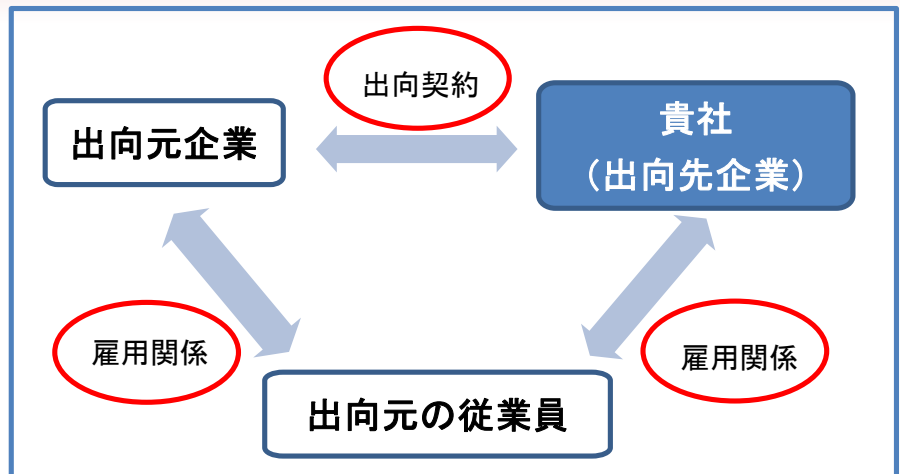 出向契約
出向元企業
貴社
（出向先企業）
雇用関係
雇用関係
出向元の従業員